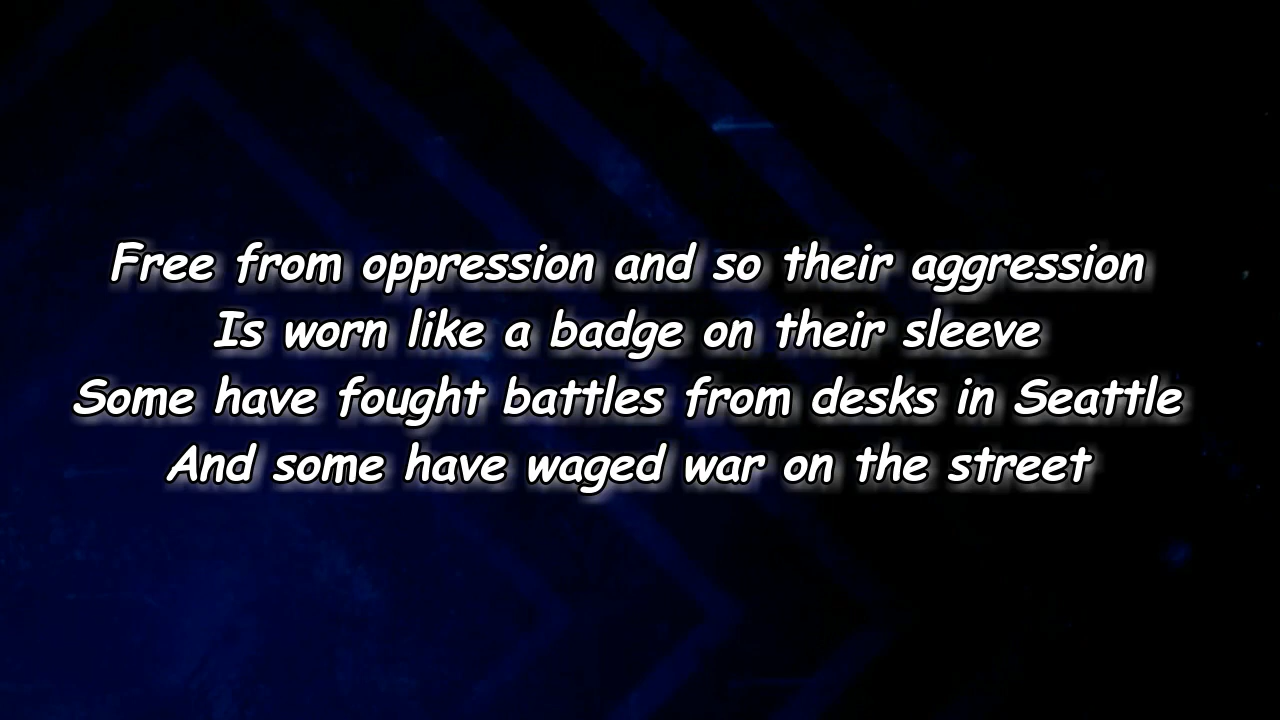 Free from oppression and so their aggression
Is worn like a badge on their sleeve
Some have fought battles from desks in Seattle
And some have waged war on the street